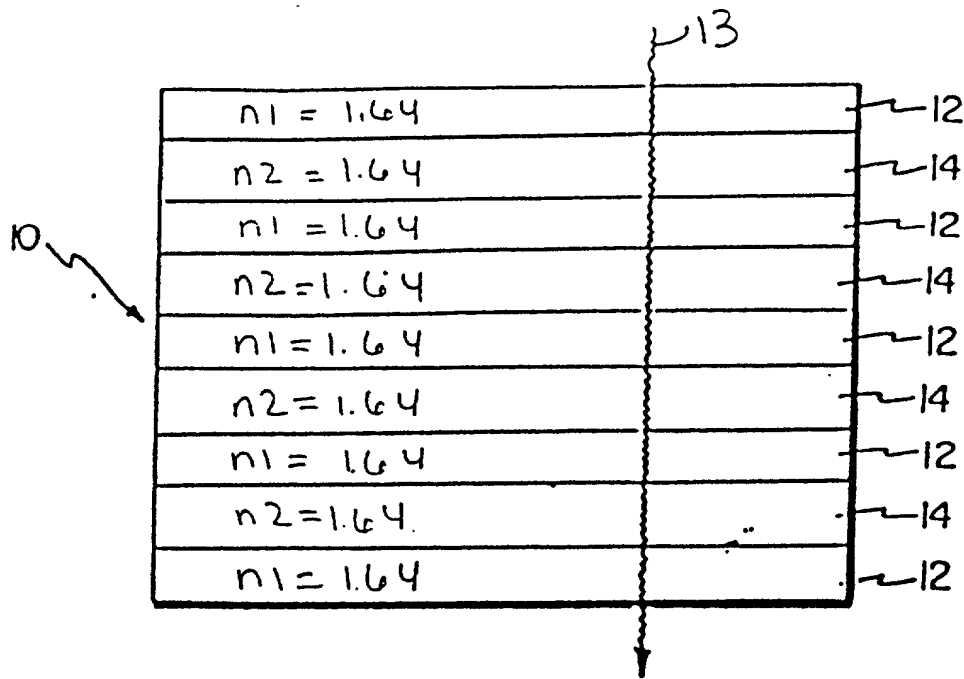 13
n1 = 1.64 12
n2 = 1.64 14
n1 = 1.64 12
10
n2 = 1.64 14
n1 = 1.64 12
n2 = 1.64 14
n1 = 1.64 12
n2 = 1.64 14
n1 = 1.64 12